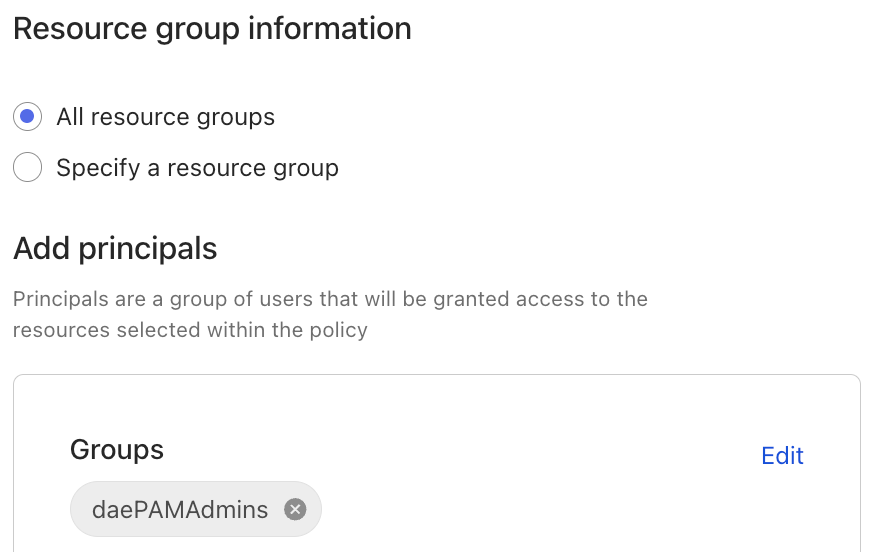 Resource group information
All resource groups
Specify a resource group
Add principals
Principals are a group of users that will be granted access to the
resources selected within the policy
Groups
Edit
daePAMAdmins